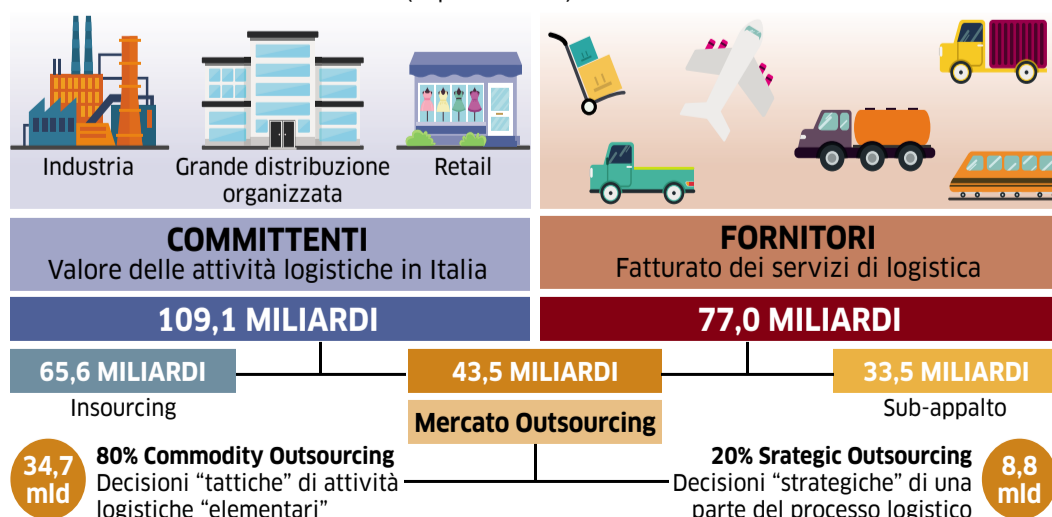 Industria
Grande distribuzione
organizzata
Retail
COMMITTENTI
Valore delle attività logistiche in Italia
FORNITORI
Fatturato dei servizi di logistica
109,1 MILIARDI
77,0 MILIARDI
65,6 MILIARDI
Insourcing
43,5 MILIARDI
Mercato Outsourcing
33,5 MILIARDI
Sub-appalto
34,7
mld
80% Commodity Outsourcing
Decisioni “tattiche” di attività
logistiche “elementari”
20% Srategic Outsourcing
Decisioni “strategiche” di una
parte del processo logistico
8,8
mld